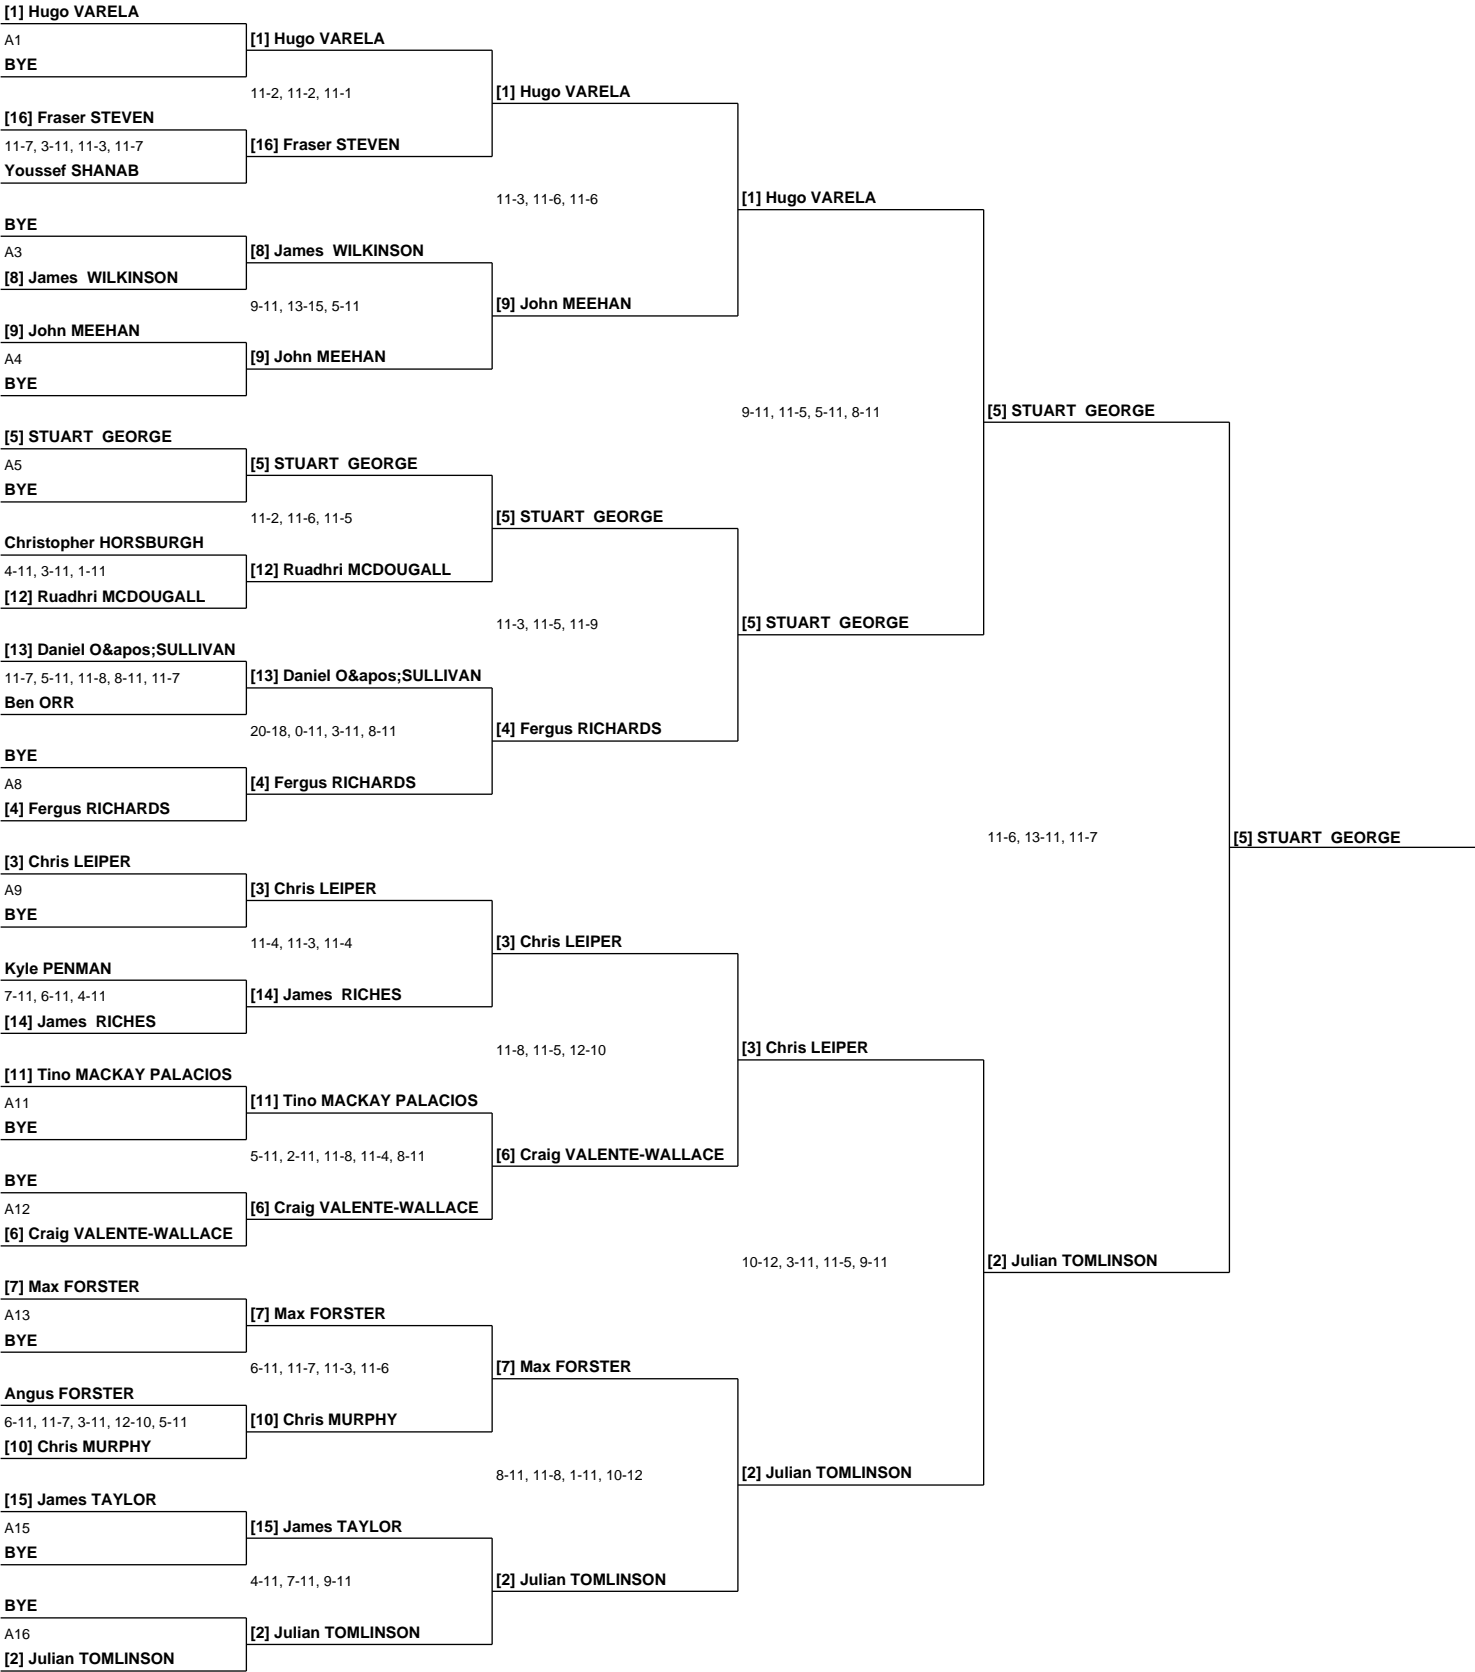 [1] Hugo VARELA
A1
BYE
[16] Fraser STEVEN
11-7, 3-11, 11-3, 11-7
Youssef SHANAB
BYE
A3
[8] James  WILKINSON
[9] John MEEHAN
A4
BYE
[5] STUART  GEORGE
A5
BYE
Christopher HORSBURGH
4-11, 3-11, 1-11
[12] Ruadhri MCDOUGALL
[13] Daniel O&apos;SULLIVAN
11-7, 5-11, 11-8, 8-11, 11-7
Ben ORR
BYE
A8
[4] Fergus RICHARDS
[3] Chris LEIPER
A9
BYE
Kyle PENMAN
7-11, 6-11, 4-11
[14] James  RICHES
[11] Tino MACKAY PALACIOS
A11
BYE
BYE
A12
[6] Craig VALENTE-WALLACE
[7] Max FORSTER
A13
BYE
Angus FORSTER
6-11, 11-7, 3-11, 12-10, 5-11
[10] Chris MURPHY
[15] James TAYLOR
A15
BYE
BYE
A16
[2] Julian TOMLINSON
[1] Hugo VARELA
11-2, 11-2, 11-1
[16] Fraser STEVEN
[8] James  WILKINSON
9-11, 13-15, 5-11
[9] John MEEHAN
[5] STUART  GEORGE
11-2, 11-6, 11-5
[12] Ruadhri MCDOUGALL
[13] Daniel O&apos;SULLIVAN
20-18, 0-11, 3-11, 8-11
[4] Fergus RICHARDS
[3] Chris LEIPER
11-4, 11-3, 11-4
[14] James  RICHES
[11] Tino MACKAY PALACIOS
5-11, 2-11, 11-8, 11-4, 8-11
[6] Craig VALENTE-WALLACE
[7] Max FORSTER
6-11, 11-7, 11-3, 11-6
[10] Chris MURPHY
[15] James TAYLOR
4-11, 7-11, 9-11
[2] Julian TOMLINSON
[1] Hugo VARELA
11-3, 11-6, 11-6
[9] John MEEHAN
[5] STUART  GEORGE
11-3, 11-5, 11-9
[4] Fergus RICHARDS
[3] Chris LEIPER
11-8, 11-5, 12-10
[6] Craig VALENTE-WALLACE
[7] Max FORSTER
8-11, 11-8, 1-11, 10-12
[2] Julian TOMLINSON
[1] Hugo VARELA
9-11, 11-5, 5-11, 8-11
[5] STUART  GEORGE
[3] Chris LEIPER
10-12, 3-11, 11-5, 9-11
[2] Julian TOMLINSON
[5] STUART  GEORGE
11-6, 13-11, 11-7
[2] Julian TOMLINSON
[5] STUART  GEORGE